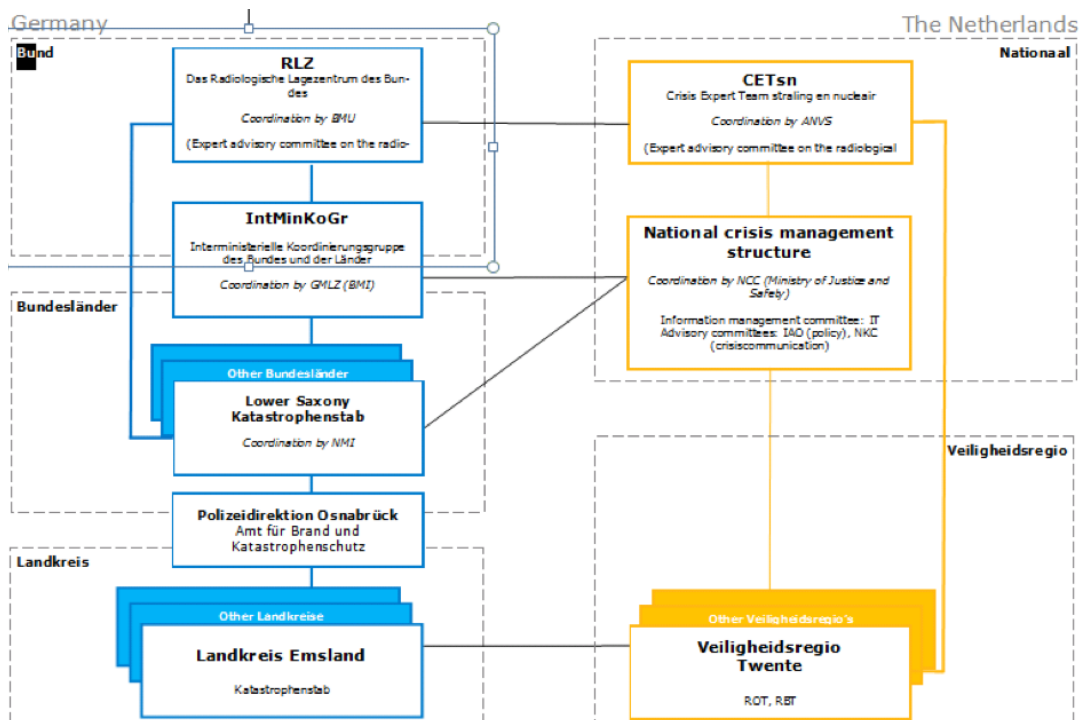 Germany
The Netherlands
Bund
Nationaal
RLZ
Das Radiologische Lagezentrum des Bun-
des
Coordination by BMU
(Expert advisory committee on the radio-
CETsn
Crisis Expert Team straling en nucleair
Coordination by ANVS
(Expert advisory committee on the radiological
IntMinKoGr
Interministerielle Koordinierungsgruppe
des Bundes und der Länder
Coordination by GMLZ (BMI)
National crisis management
structure
Coordination by NCC (Ministry of Justice and
Safety)
Information management committee: IT
Advisory committees: IAO (policy), NKC
(crisiscommunication)
Bundesländer
Other Bundesländer
Lower Saxony
Katastrophenstab
Coordination by NMI
Veiligheidsregio
Polizeidirektion Osnabrück
Amt für Brand und
Katastrophenschutz
Landkreis
Other Landkreise
Landkreis Emsland
Katastrophenstab
Other Veiligheidsregio's
Veiligheidsregio
Twente
ROT, RBT